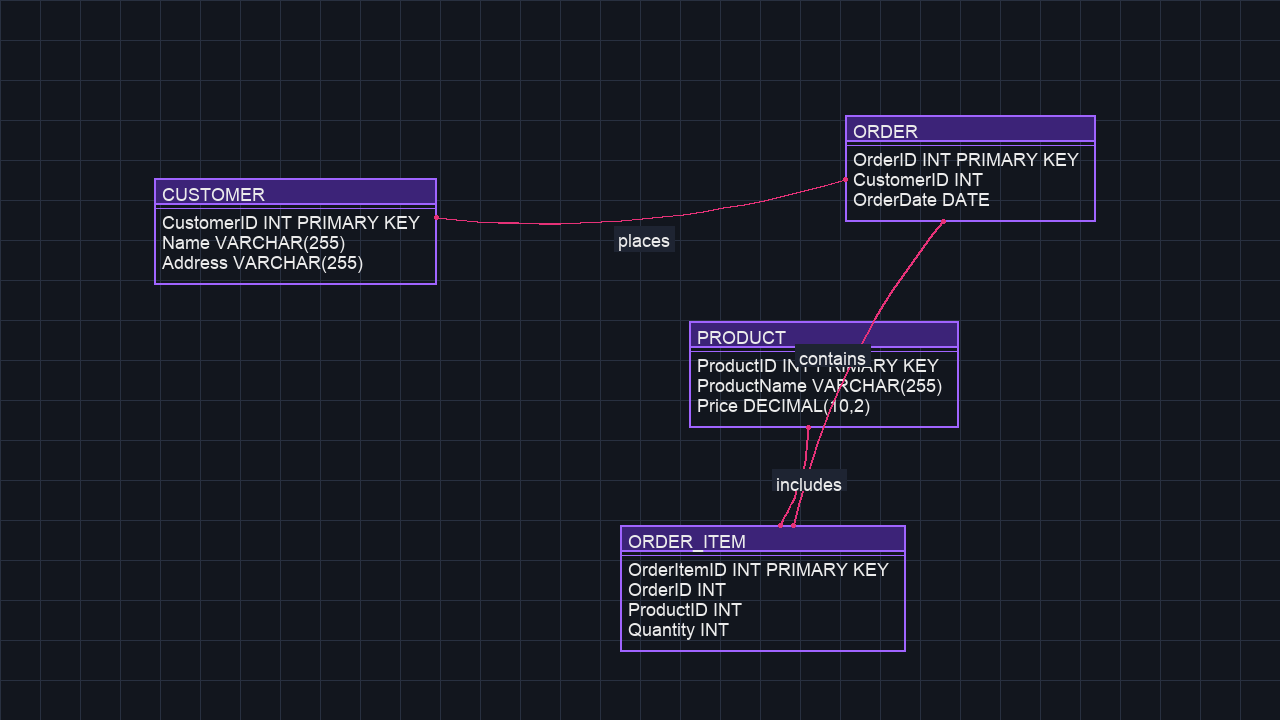 ORDER
OrderID INT PRIMARY KEY
CustomerID INT
OrderDate DATE
CUSTOMER
CustomerID INT PRIMARY KEY
Name VARCHAR(255)
Address VARCHAR(255)
places
PRODUCT
contains
ProductID INT PRIMARY KEY
ProductName VARCHAR(255)
Price DECIMAL(10,2)
includes
ORDER_ITEM
OrderItemID INT PRIMARY KEY
OrderID INT
ProductID INT
Quantity INT